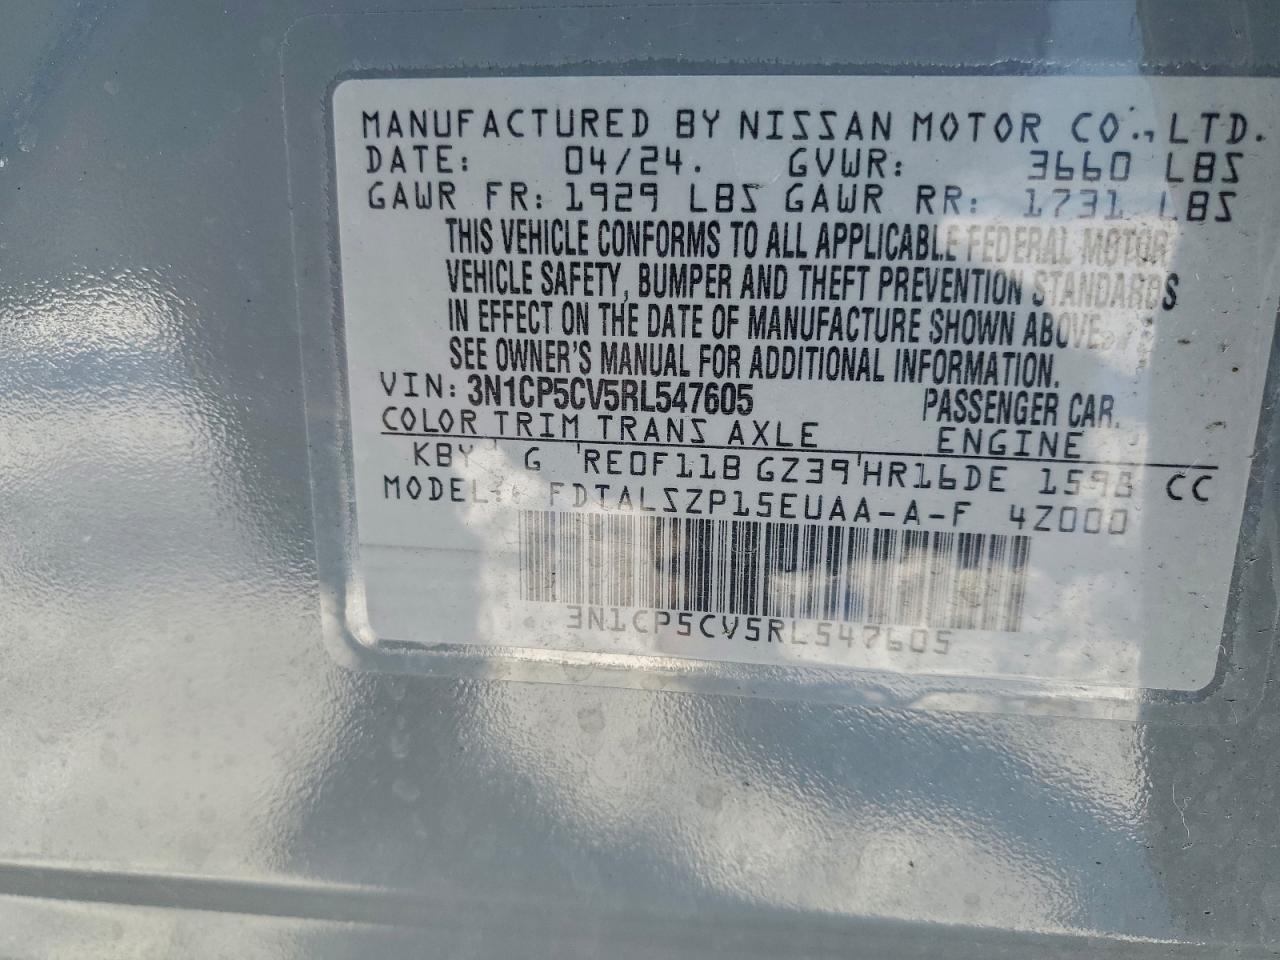 MANUFACTURED BY NISSAN MOTOR CO., LTD.
DATE: 04/24. GVWR: 3660 LBS
GAWR FR: 1929 LBS GAWR RR: 1731 LBS
THIS VEHICLE CONFORMS TO ALL APPLICABLE FEDERAL MOTOR
VEHICLE SAFETY, BUMPER AND THEFT PREVENTION STANDARDS
IN EFFECT ON THE DATE OF MANUFACTURE SHOWN ABOVE.
SEE OWNER'S MANUAL FOR ADDITIONAL INFORMATION.
VIN: 3N1CP5CV5RL547605 PASSENGER CAR.
COLOR TRIM TRANS AXLE ENGINE
KBY G RE0F11B GZ39 HR16DE 1598 CC
MODEL: FDTALSZP15EUAA-A-F 4Z000
3N1CP5CV5RL547605